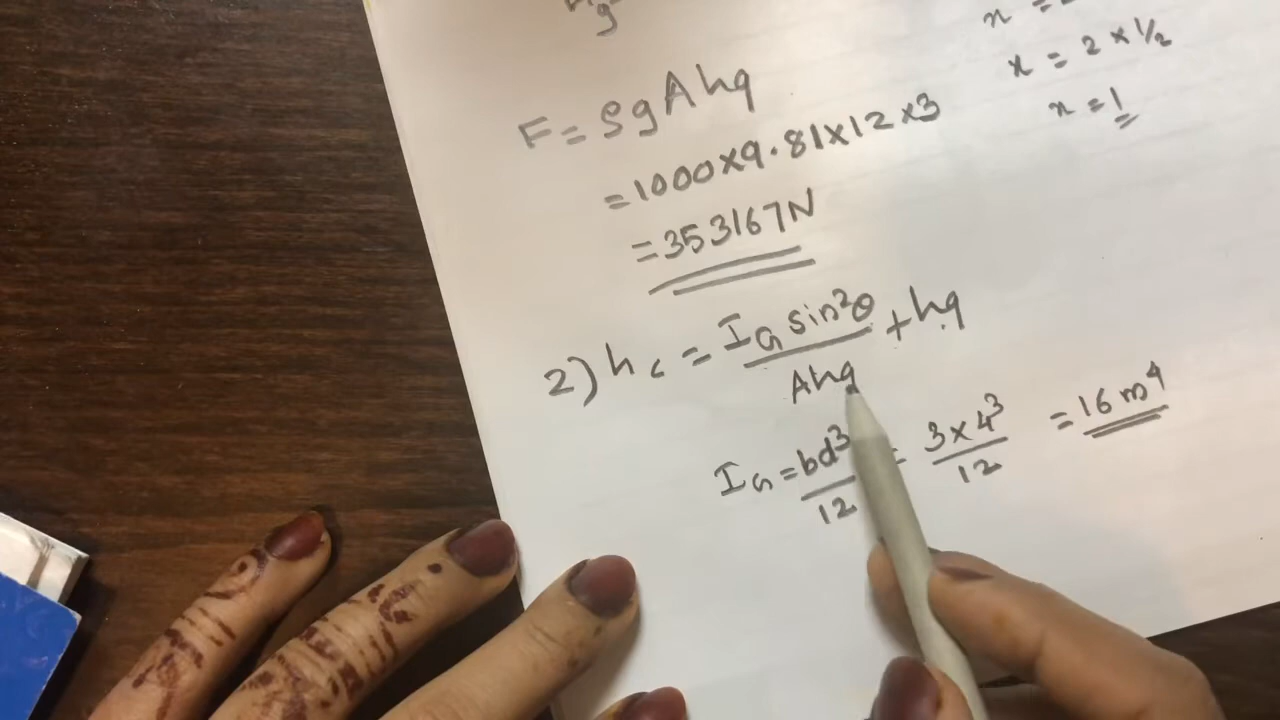 x =
x = 2 × 1/2
x = 1
F = ρgAhg
= 1000×9.81×12×3
= 353167N
2) hc = IG sin²θ / Ahg + hg
IG = bd³/12 = 3×4³/12 = 16 m⁴